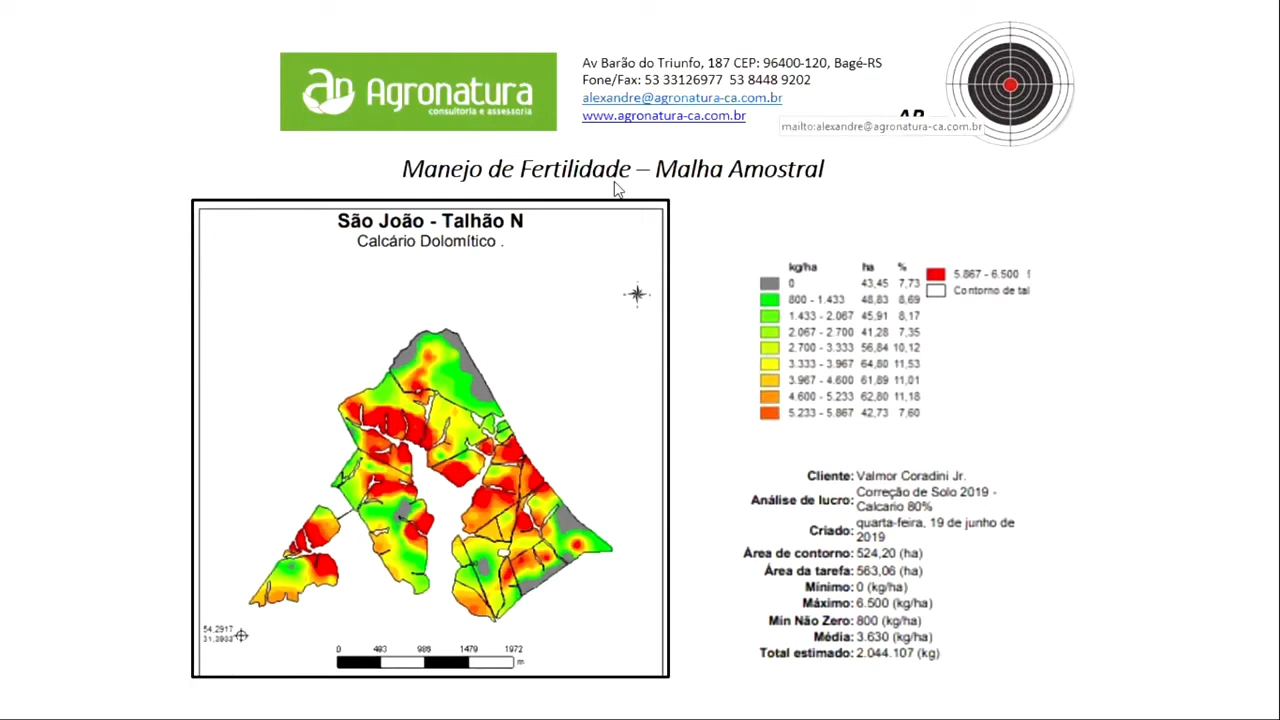 Agronatura
consultoria e assessoria
Av Barão do Triunfo, 187 CEP: 96400-120, Bagé-RS
Fone/Fax: 53 33126977 53 8448 9202
alexandre@agronatura-ca.com.br
www.agronatura-ca.com.br
mailto:alexandre@agronatura-ca.com.br
Manejo de Fertilidade – Malha Amostral
São João - Talhão N
Calcário Dolomítico .
kg/ha ha %
0 43,45 7,73
800 - 1.433 48,83 8,69
1.433 - 2.067 45,91 8,17
2.067 - 2.700 41,28 7,35
2.700 - 3.333 56,84 10,12
3.333 - 3.967 64,80 11,53
3.967 - 4.600 61,89 11,01
4.600 - 5.233 62,80 11,18
5.233 - 5.867 42,73 7,60
5.867 - 6.500
Contorno de tal
Cliente: Valmor Coradini Jr.
Análise de lucro: Correção de Solo 2019 -
Calcario 80%
Criado: quarta-feira, 19 de junho de
2019
Área de contorno: 524,20 (ha)
Área da tarefa: 563,06 (ha)
Mínimo: 0 (kg/ha)
Máximo: 6.500 (kg/ha)
Min Não Zero: 800 (kg/ha)
Média: 3.630 (kg/ha)
Total estimado: 2.044.107 (kg)
54,2917
0 493 986 1479 1972
m